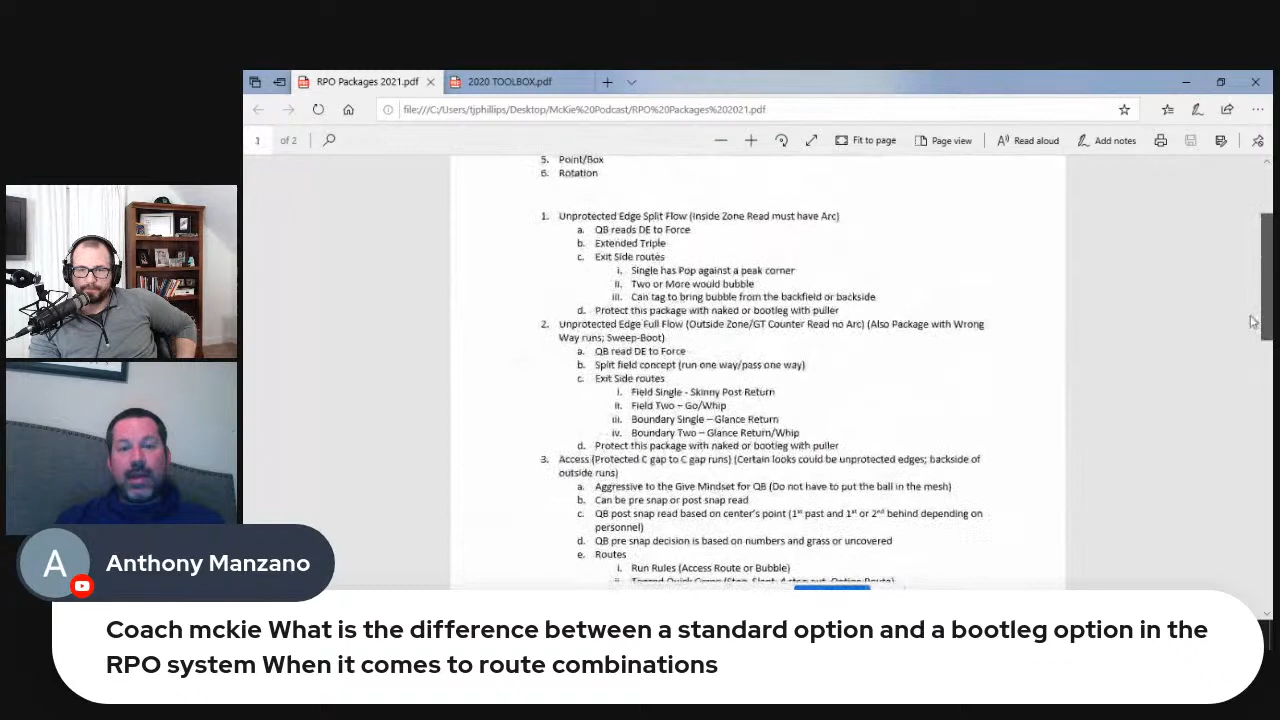 RPO Packages 2021.pdf
2020 TOOLBOX.pdf
file:///C:/Users/tjphillips/Desktop/McKie%20Podcast/RPO%20Packages%202021.pdf
1 of 2
Fit to page
Page view
Read aloud
Add notes
5. Point/Box
6. Rotation
1. Unprotected Edge Split Flow (Inside Zone Read must have Arc)
a. QB reads DE to Force
b. Extended Triple
c. Exit Side routes
i. Single has Pop against a peak corner
ii. Two or More would bubble
iii. Can tag to bring bubble from the backfield or backside
d. Protect this package with naked or bootleg with puller
2. Unprotected Edge Full Flow (Outside Zone/GT Counter Read no Arc) (Also Package with Wrong
Way runs; Sweep-Boot)
a. QB read DE to Force
b. Split field concept (run one way/pass one way)
c. Exit Side routes
i. Field Single - Skinny Post Return
ii. Field Two – Go/Whip
iii. Boundary Single – Glance Return
iv. Boundary Two – Glance Return/Whip
d. Protect this package with naked or bootleg with puller
3. Access (Protected C gap to C gap runs) (Certain looks could be unprotected edges; backside of
outside runs)
a. Aggressive to the Give Mindset for QB (Do not have to put the ball in the mesh)
b. Can be pre snap or post snap read
c. QB post snap read based on center's point (1st past and 1st or 2nd behind depending on
personnel)
d. QB pre snap decision is based on numbers and grass or uncovered
e. Routes
i. Run Rules (Access Route or Bubble)
A
Anthony Manzano
Coach mckie What is the difference between a standard option and a bootleg option in the
RPO system When it comes to route combinations